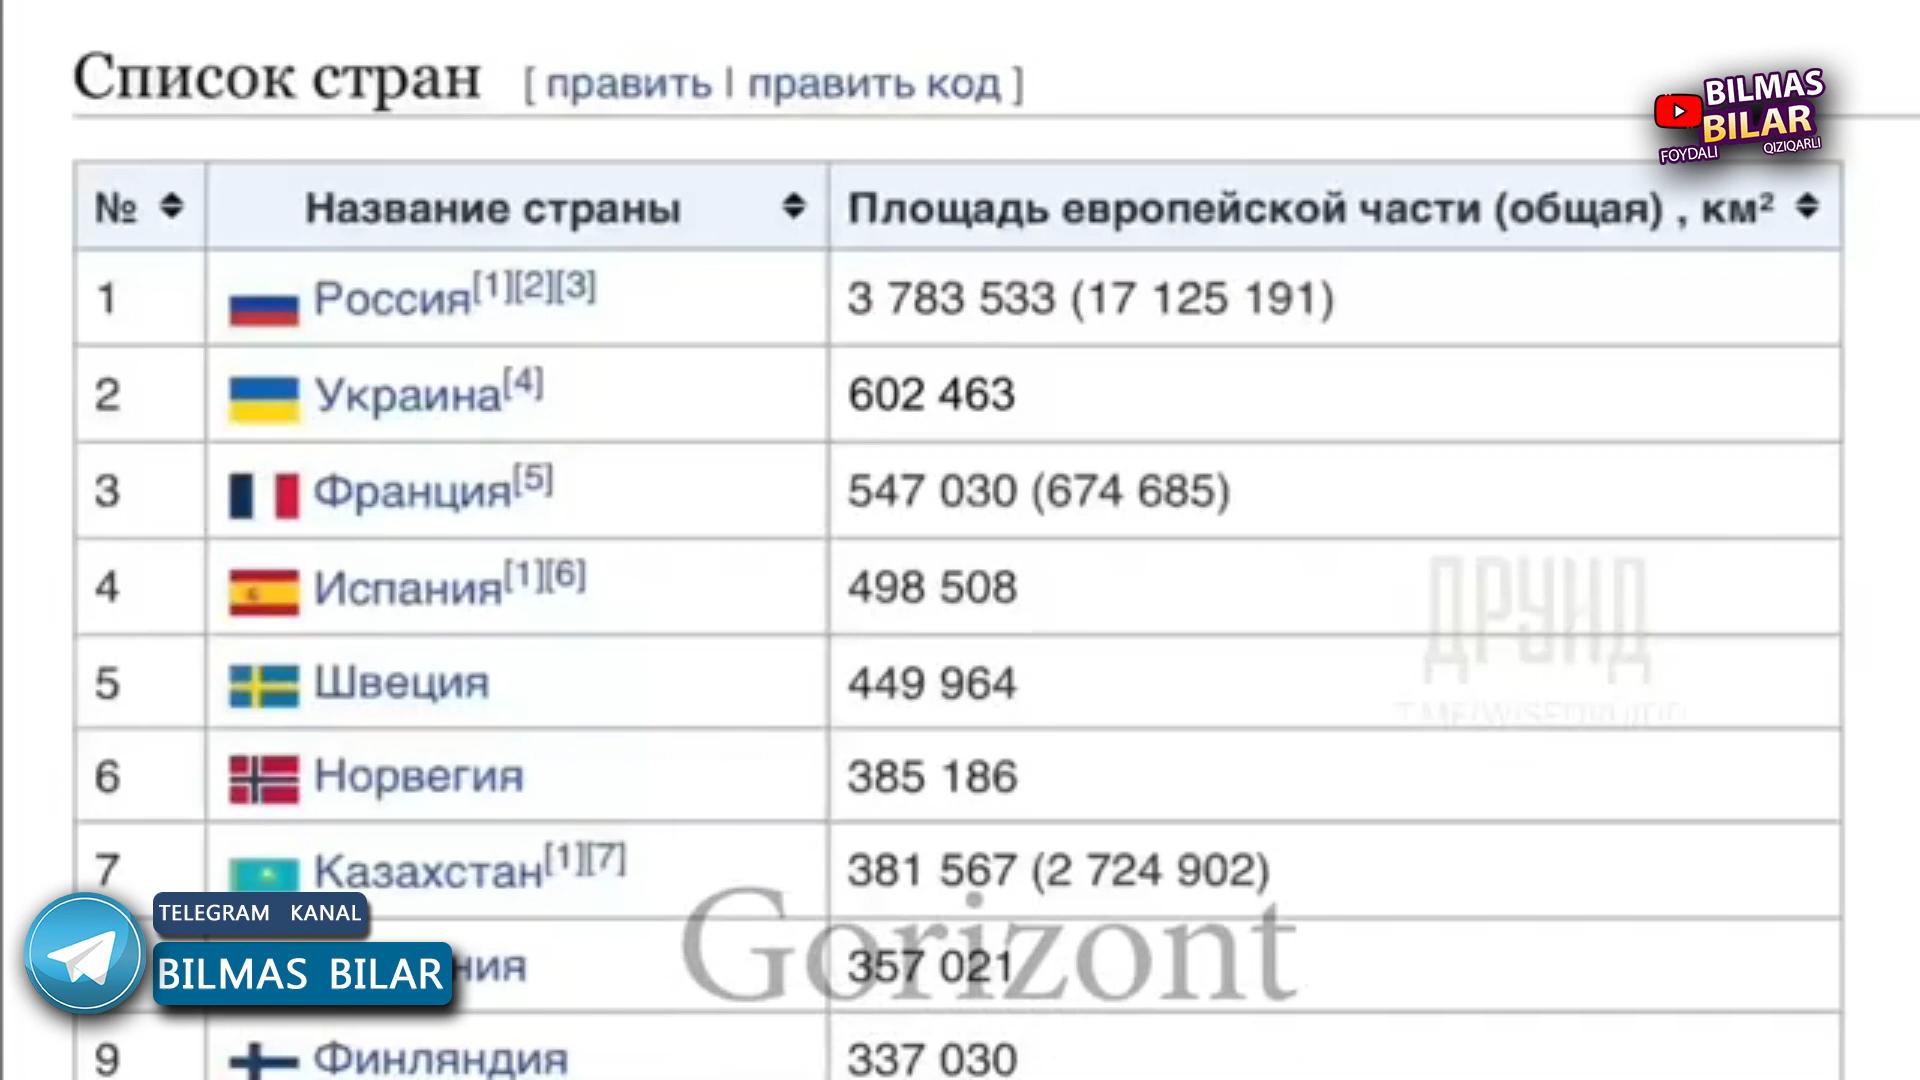 Список стран [ править | править код ]
BILMAS
BILAR
FOYDALI QIZIQARLI
№ Название страны Площадь европейской части (общая) , км²
1 Россия[1][2][3] 3 783 533 (17 125 191)
2 Украина[4] 602 463
3 Франция[5] 547 030 (674 685)
4 Испания[1][6] 498 508
ДРУИД
5 Швеция 449 964
6 Норвегия 385 186
7 Казахстан[1][7] 381 567 (2 724 902)
TELEGRAM KANAL
BILMAS BILAR
ния 357 021
Gorizont
9 Финляндия 337 030